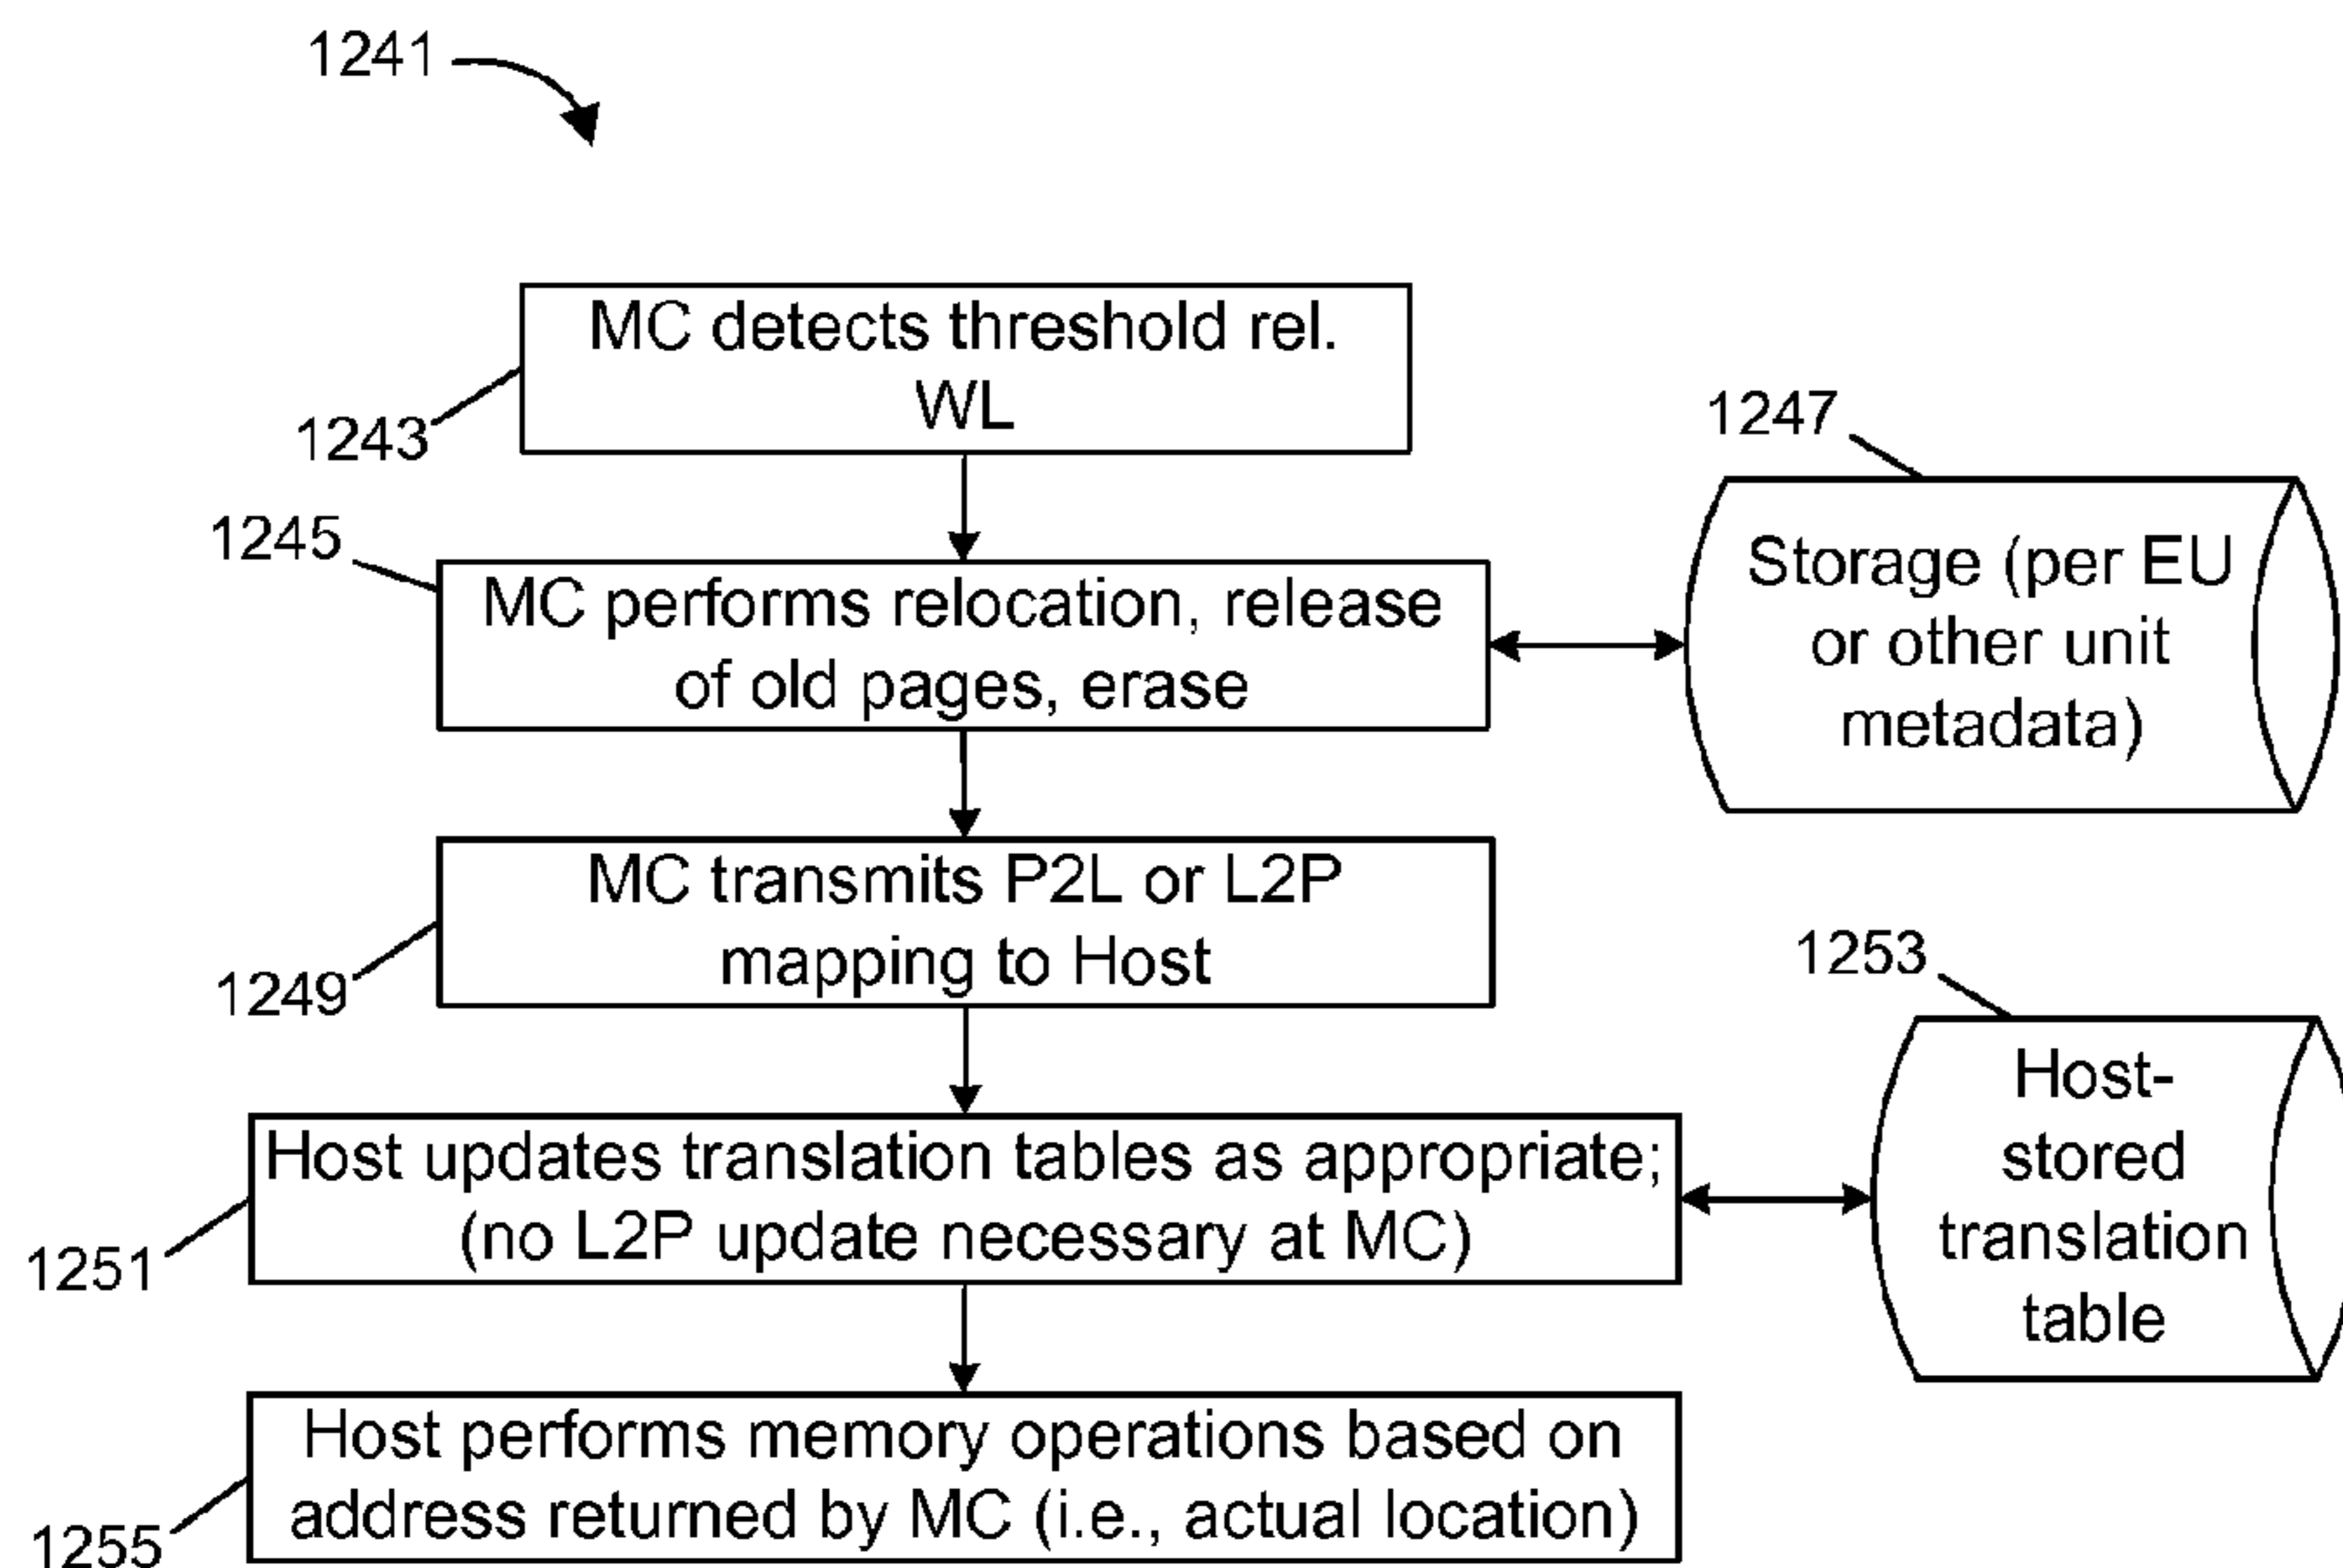 1241
MC detects threshold rel.
WL
1243
1247
1245
MC performs relocation, release
of old pages, erase
Storage (per EU
or other unit
metadata)
MC transmits P2L or L2P
mapping to Host
1249
1253
Host updates translation tables as appropriate;
(no L2P update necessary at MC)
1251
Host-
stored
translation
table
Host performs memory operations based on
address returned by MC (i.e., actual location)
1255